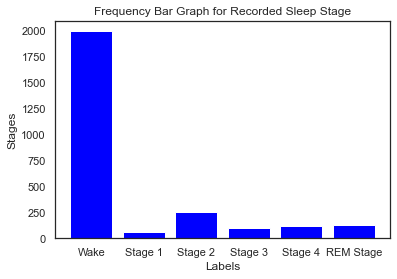 Frequency Bar Graph for Recorded Sleep Stage
2000
1750
1500
1250
1000
750
500
250
0
Stages
Wake Stage 1 Stage 2 Stage 3 Stage 4 REM Stage
Labels